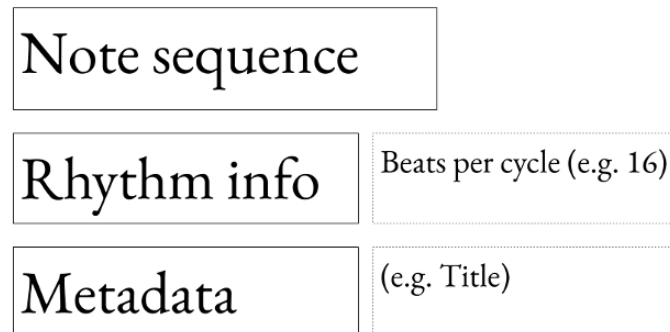 Note sequence
Rhythm info
Beats per cycle (e.g. 16)
Metadata
(e.g. Title)